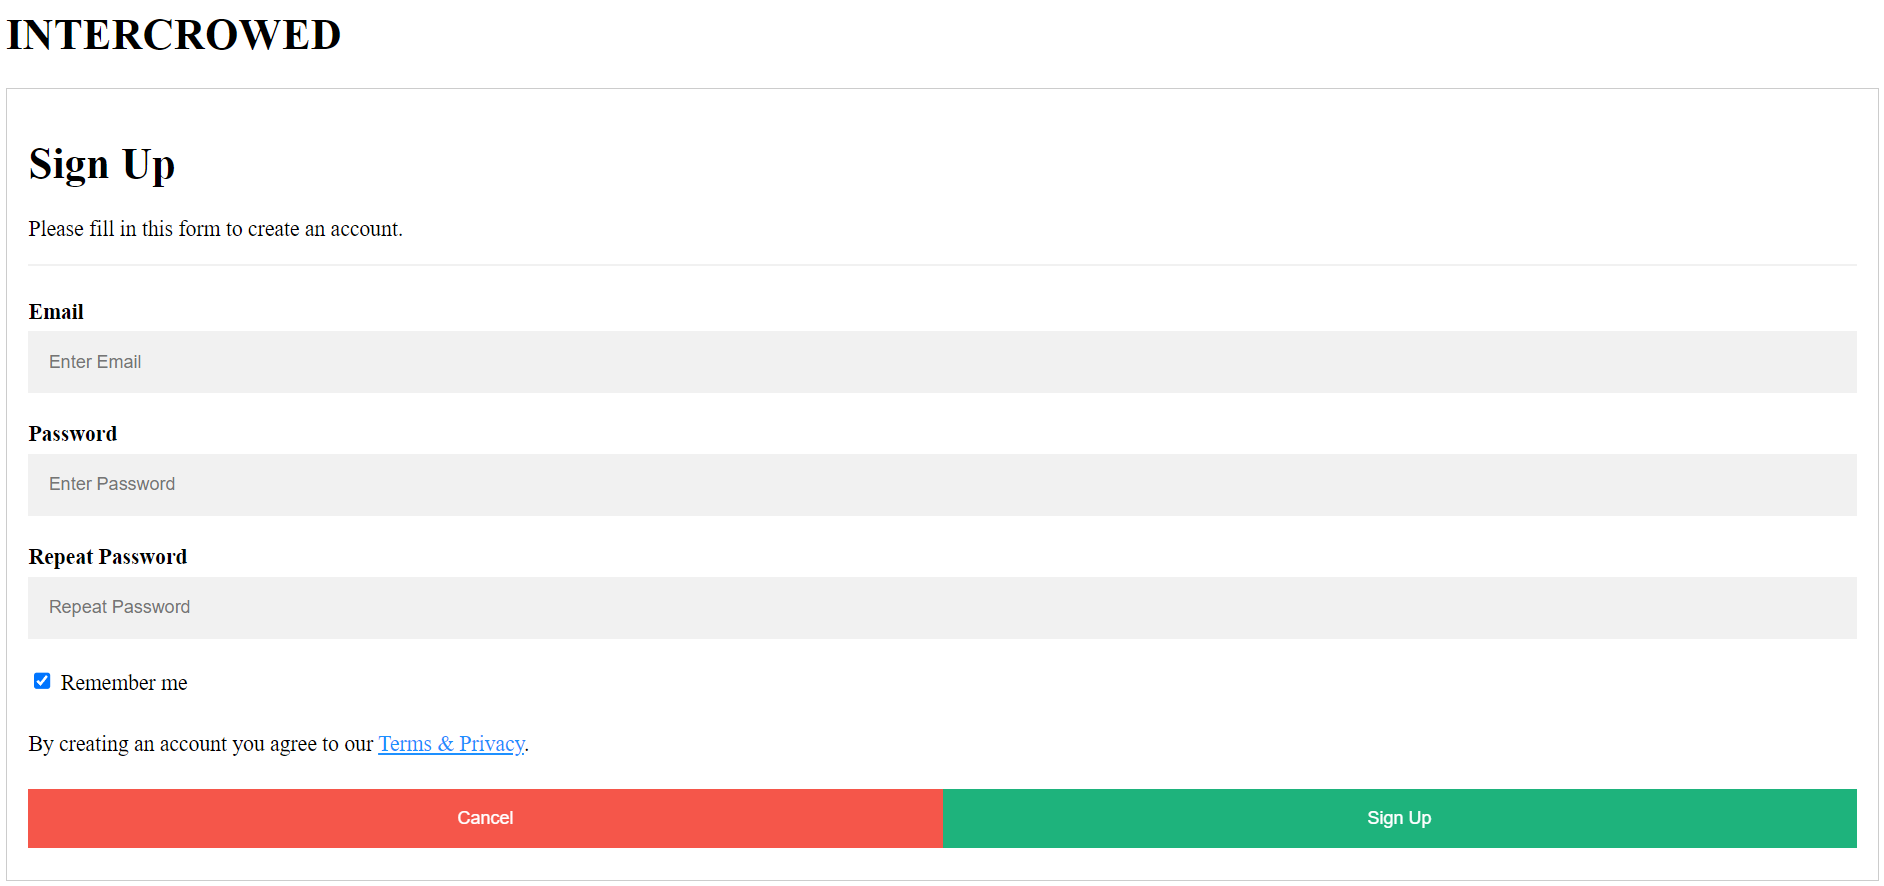 INTERCROWED
Sign Up
Please fill in this form to create an account.
Email
Enter Email
Password
Enter Password
Repeat Password
Repeat Password
Remember me
By creating an account you agree to our Terms & Privacy.
Cancel
Sign Up